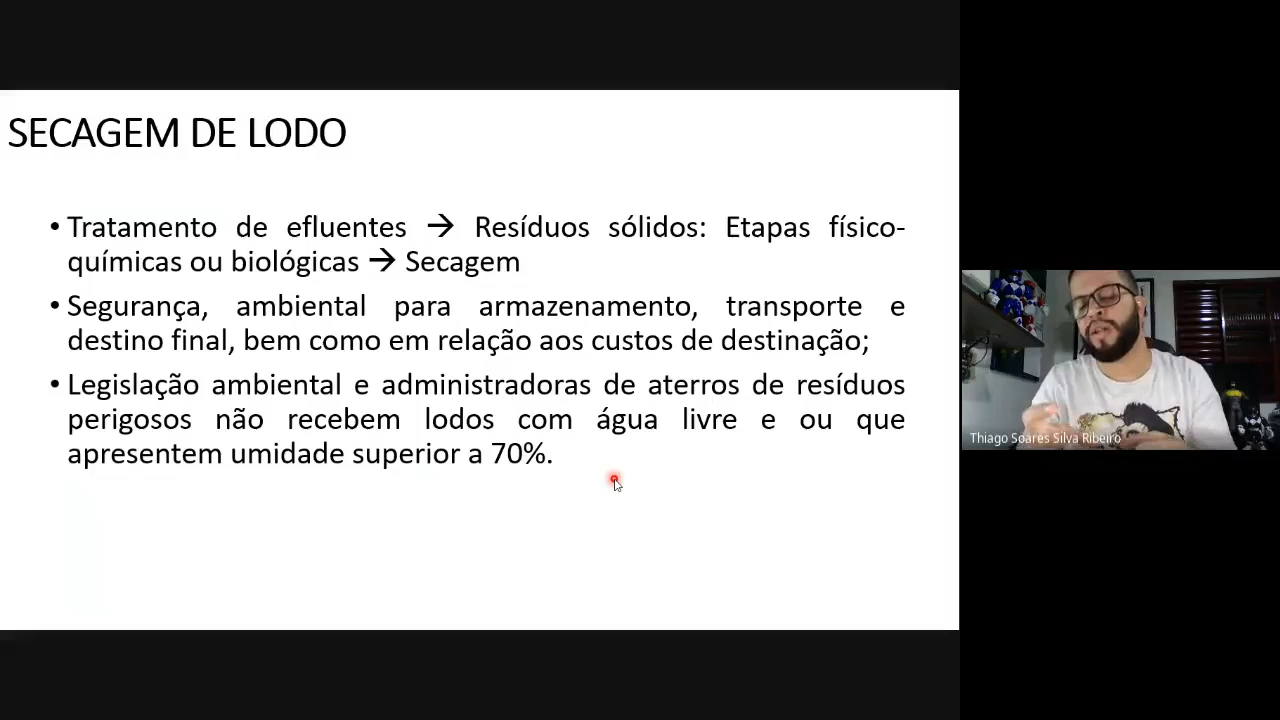 SECAGEM DE LODO
• Tratamento de efluentes → Resíduos sólidos: Etapas físico-
químicas ou biológicas → Secagem
• Segurança, ambiental para armazenamento, transporte e
destino final, bem como em relação aos custos de destinação;
• Legislação ambiental e administradoras de aterros de resíduos
perigosos não recebem lodos com água livre e ou que
apresentem umidade superior a 70%.
Thiago Soares Silva Ribeiro